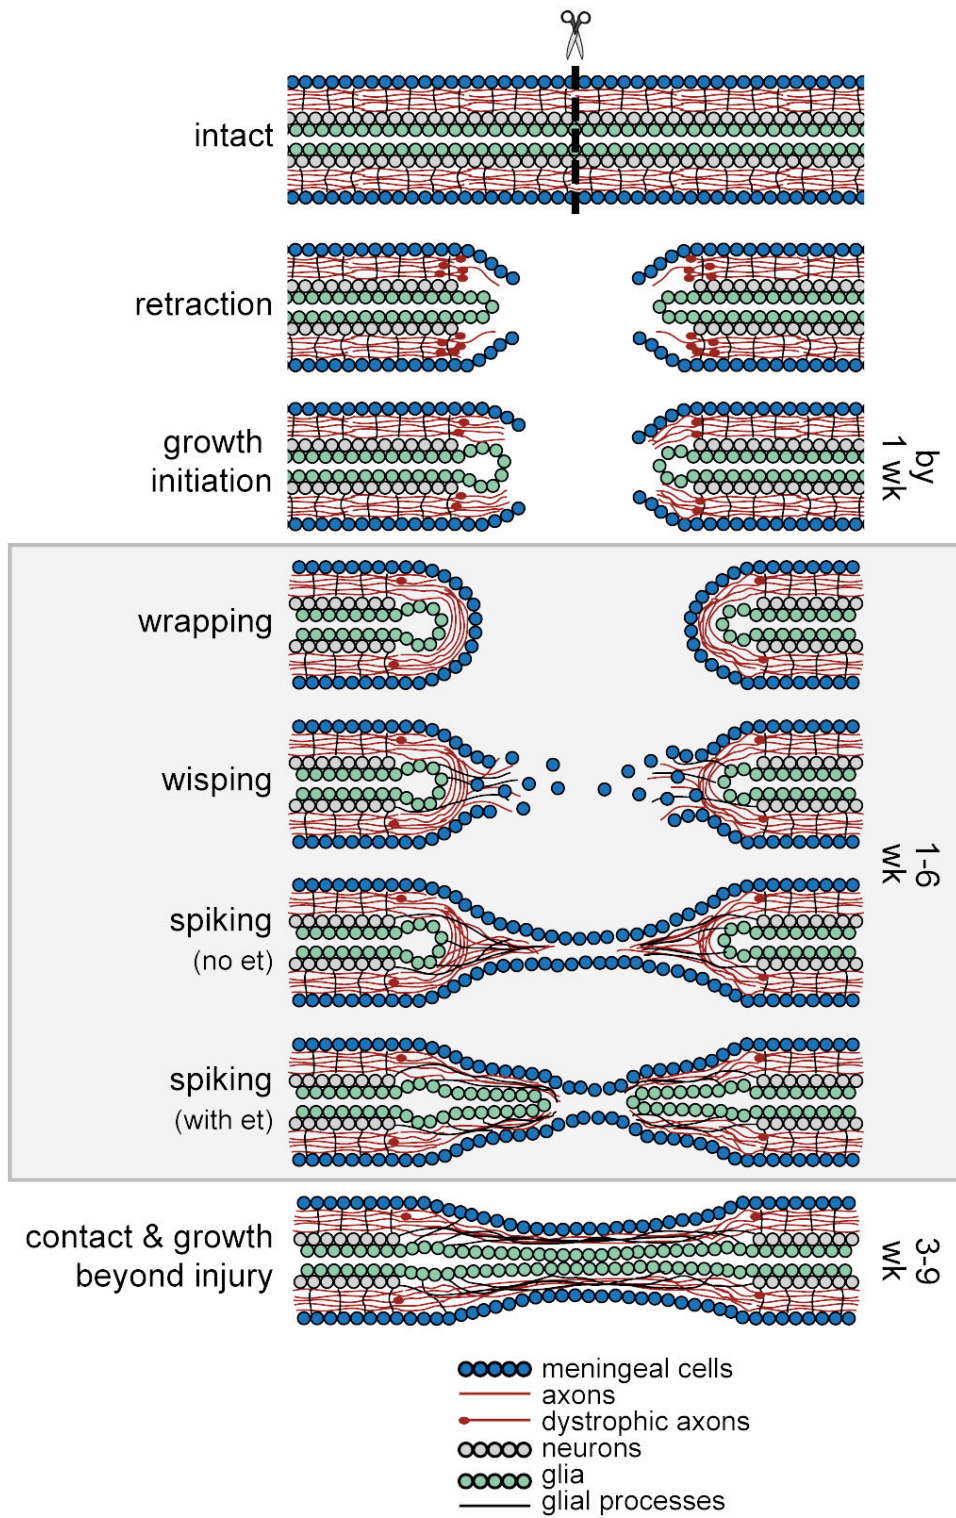 intact
retraction
growth
initiation
by
1 wk
wrapping
wisping
spiking
(no et)
1-6
wk
spiking
(with et)
contact & growth
beyond injury
3-9
wk
meningeal cells
axons
dystrophic axons
neurons
glia
glial processes